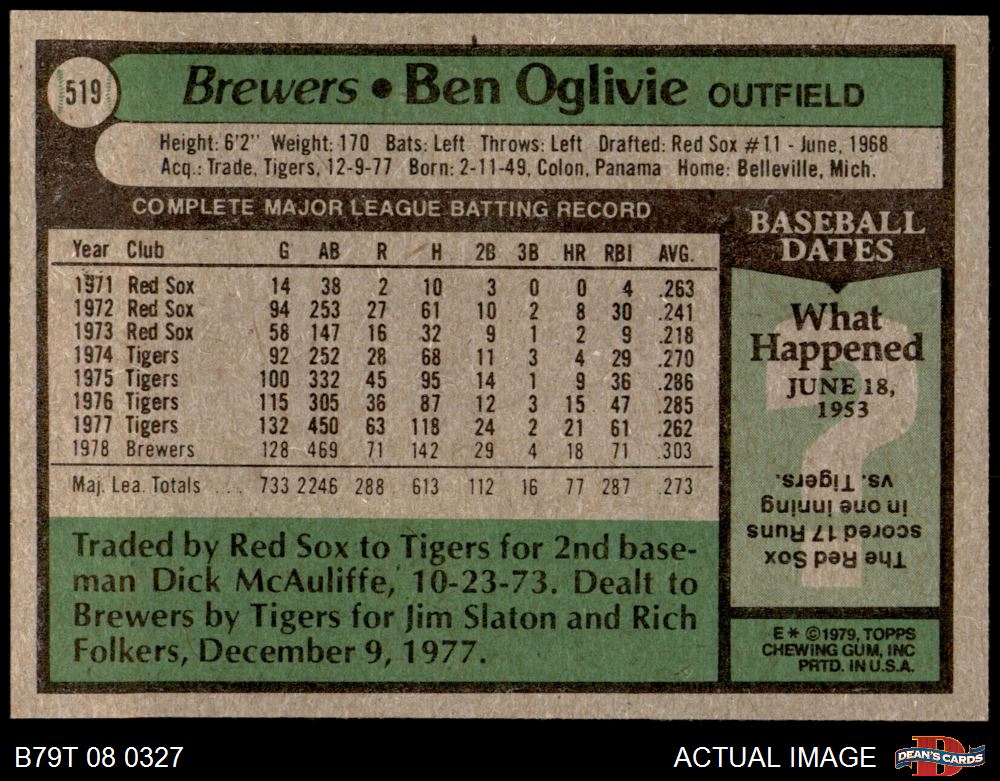 519
Brewers • Ben Oglivie OUTFIELD
Height: 6'2" Weight: 170 Bats: Left Throws: Left Drafted: Red Sox #11 - June, 1968
Acq.: Trade, Tigers, 12-9-77 Born: 2-11-49, Colon, Panama Home: Belleville, Mich.
COMPLETE MAJOR LEAGUE BATTING RECORD
Year Club G AB R H 2B 3B HR RBI AVG.
1971 Red Sox 14 38 2 10 3 0 0 4 .263
1972 Red Sox 94 253 27 61 10 2 8 30 .241
1973 Red Sox 58 147 16 32 9 1 2 9 .218
1974 Tigers 92 252 28 68 11 3 4 29 .270
1975 Tigers 100 332 45 95 14 1 9 36 .286
1976 Tigers 115 305 36 87 12 3 15 47 .285
1977 Tigers 132 450 63 118 24 2 21 61 .262
1978 Brewers 128 469 71 142 29 4 18 71 .303
Maj. Lea. Totals .... 733 2246 288 613 112 16 77 287 .273
Traded by Red Sox to Tigers for 2nd base-
man Dick McAuliffe, 10-23-73. Dealt to
Brewers by Tigers for Jim Slaton and Rich
Folkers, December 9, 1977.
BASEBALL
DATES
What
Happened
JUNE 18,
1953
?
The Red Sox
scored 17 Runs
in one inning
vs. Tigers.
E * ©1979, TOPPS
CHEWING GUM, INC
PRTD. IN U.S.A.
B79T 08 0327
ACTUAL IMAGE
D
DEAN'S CARDS